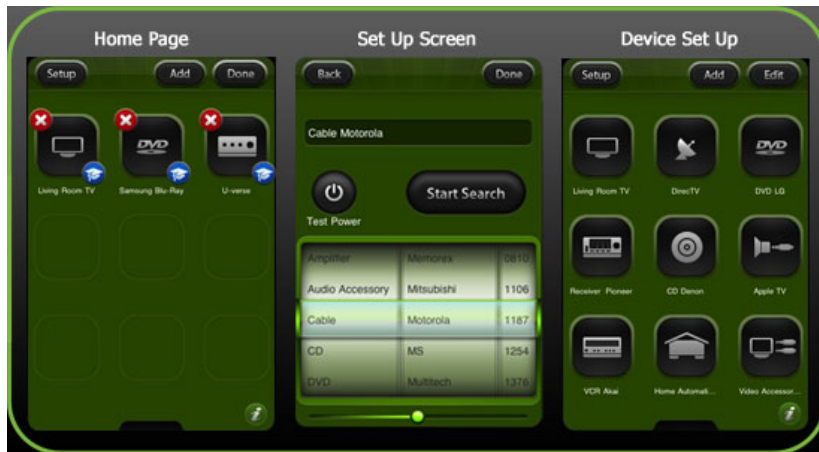 Home Page
Setup Add Done
DVD
Living Room TV Samsung Blu-Ray U-verse
Set Up Screen
Back Done
Cable Motorola
Start Search
Test Power
Amplifier Memorex 0810
Audio Accessory Mitsubishi 1106
Cable Motorola 1187
CD MS 1254
DVD Multitech 1376
Device Set Up
Setup Add Edit
DVD
Living Room TV DirecTV DVD LG
Receiver Pioneer CD Denon Apple TV
VCR Akai Home Automati... Video Accessor...